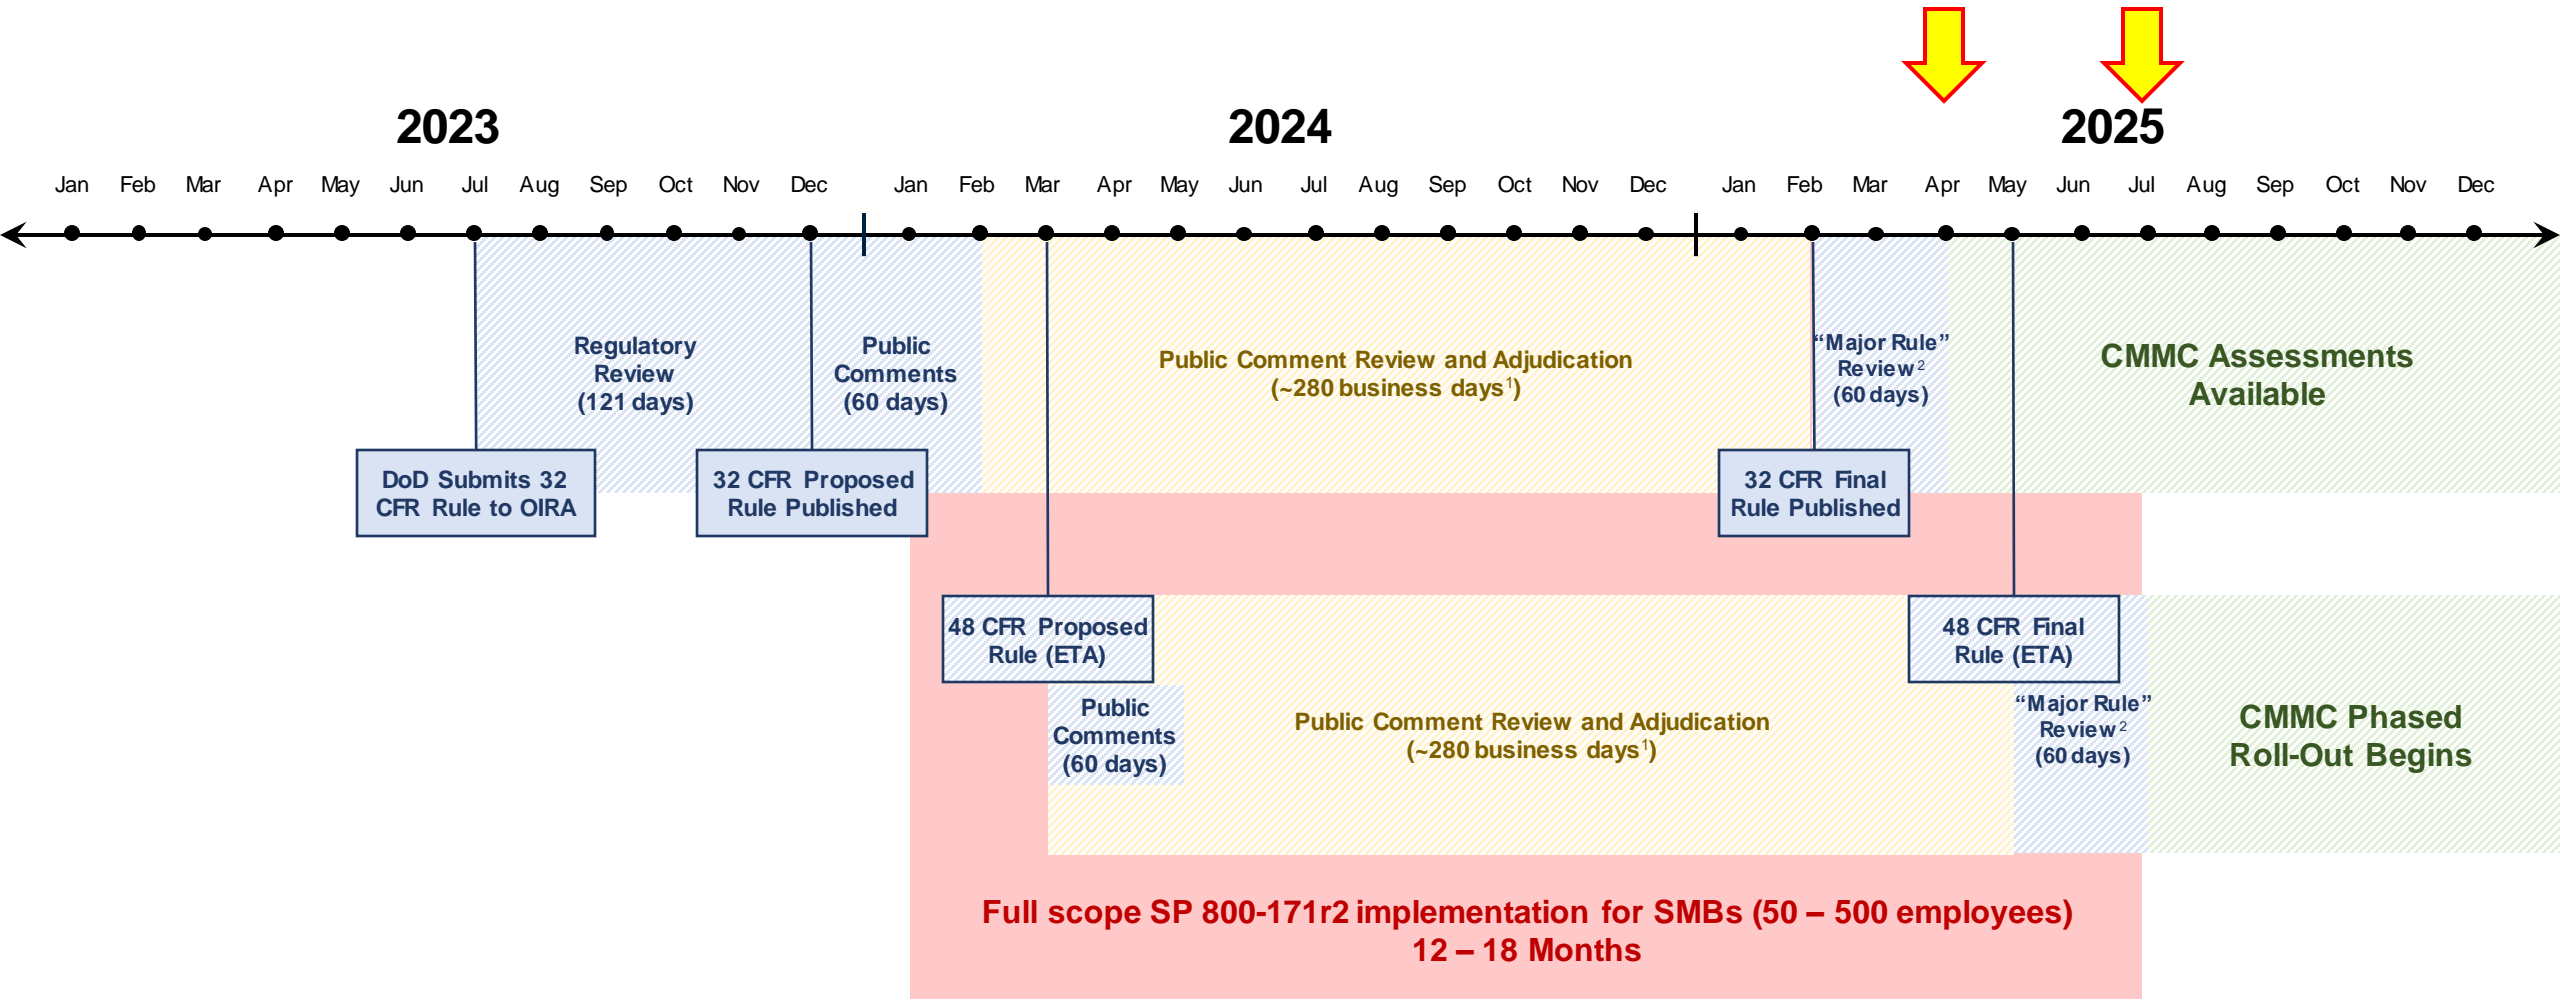 2023
2024
2025
Jan Feb Mar Apr May Jun Jul Aug Sep Oct Nov Dec Jan Feb Mar Apr May Jun Jul Aug Sep Oct Nov Dec Jan Feb Mar Apr May Jun Jul Aug Sep Oct Nov Dec
Regulatory
Review
(121 days)
Public
Comments
(60 days)
Public Comment Review and Adjudication
(~280 business days¹)
“Major Rule”
Review²
(60 days)
CMMC Assessments
Available
DoD Submits 32
CFR Rule to OIRA
32 CFR Proposed
Rule Published
32 CFR Final
Rule Published
48 CFR Proposed
Rule (ETA)
48 CFR Final
Rule (ETA)
Public
Comments
(60 days)
Public Comment Review and Adjudication
(~280 business days¹)
“Major Rule”
Review²
(60 days)
CMMC Phased
Roll-Out Begins
Full scope SP 800-171r2 implementation for SMBs (50 – 500 employees)
12 – 18 Months